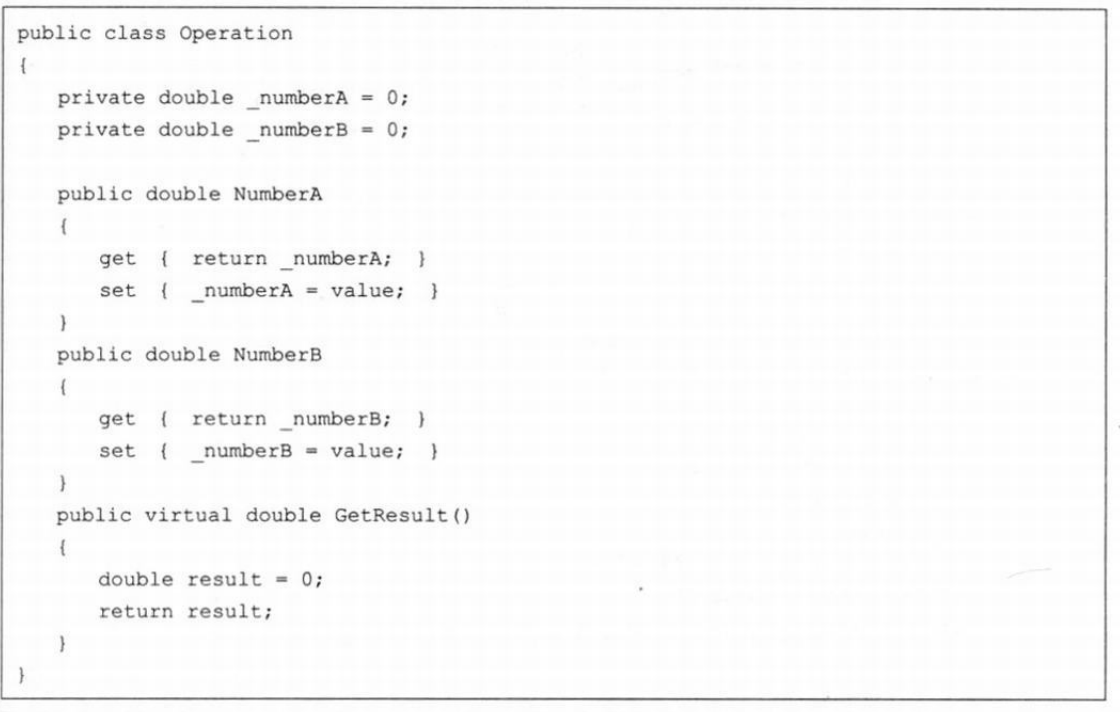 public class Operation
{
private double _numberA = 0;
private double _numberB = 0;
public double NumberA
{
get { return _numberA; }
set { _numberA = value; }
}
public double NumberB
{
get { return _numberB; }
set { _numberB = value; }
}
public virtual double GetResult()
{
double result = 0;
return result;
}
}